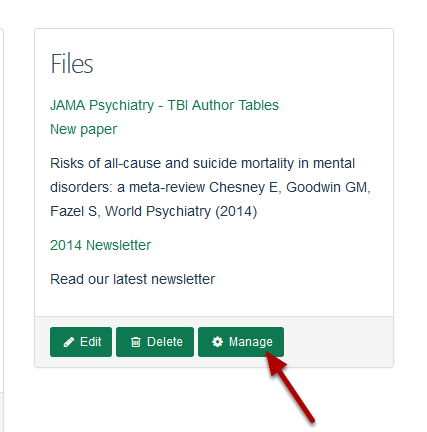 Files
JAMA Psychiatry - TBI Author Tables
New paper
Risks of all-cause and suicide mortality in mental
disorders: a meta-review Chesney E, Goodwin GM,
Fazel S, World Psychiatry (2014)
2014 Newsletter
Read our latest newsletter
Edit Delete Manage